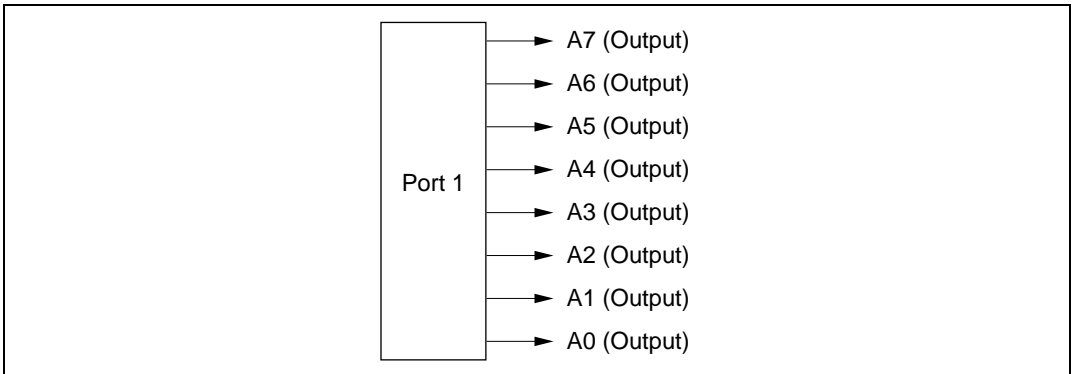 A7 (Output)
A6 (Output)
A5 (Output)
A4 (Output)
Port 1
A3 (Output)
A2 (Output)
A1 (Output)
A0 (Output)